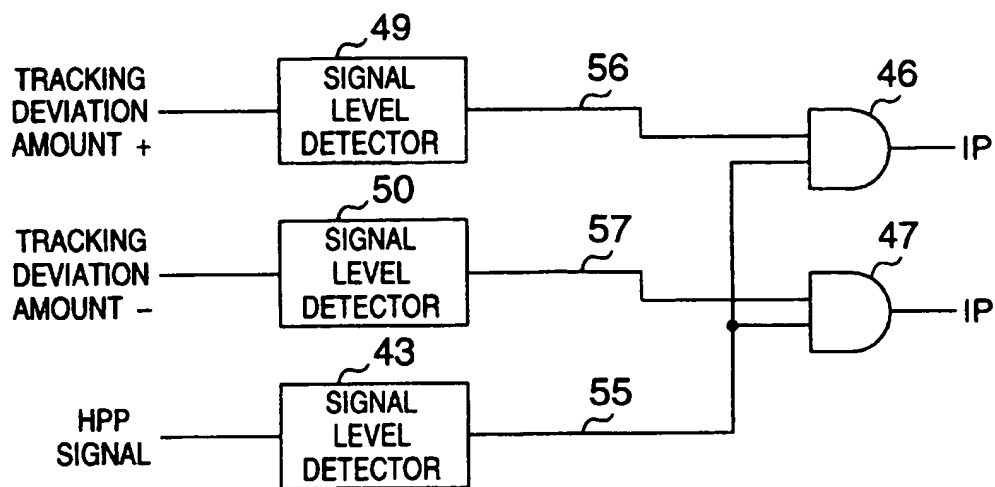 49
TRACKING
DEVIATION
AMOUNT +
SIGNAL
LEVEL
DETECTOR
56
46
IP
50
TRACKING
DEVIATION
AMOUNT −
SIGNAL
LEVEL
DETECTOR
57
47
IP
43
HPP
SIGNAL
SIGNAL
LEVEL
DETECTOR
55